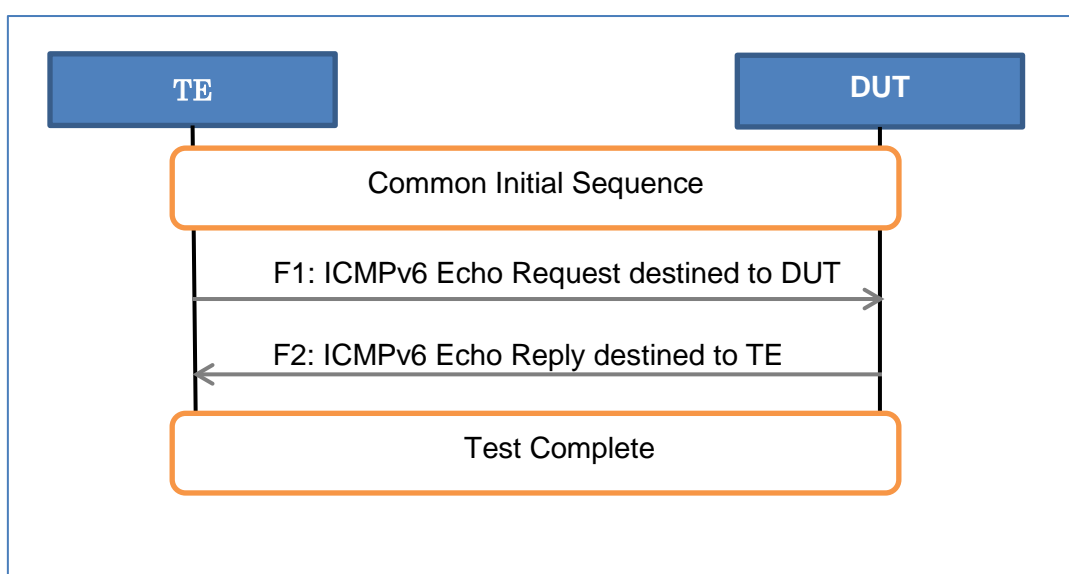 TE
DUT
Common Initial Sequence
F1: ICMPv6 Echo Request destined to DUT
F2: ICMPv6 Echo Reply destined to TE
Test Complete